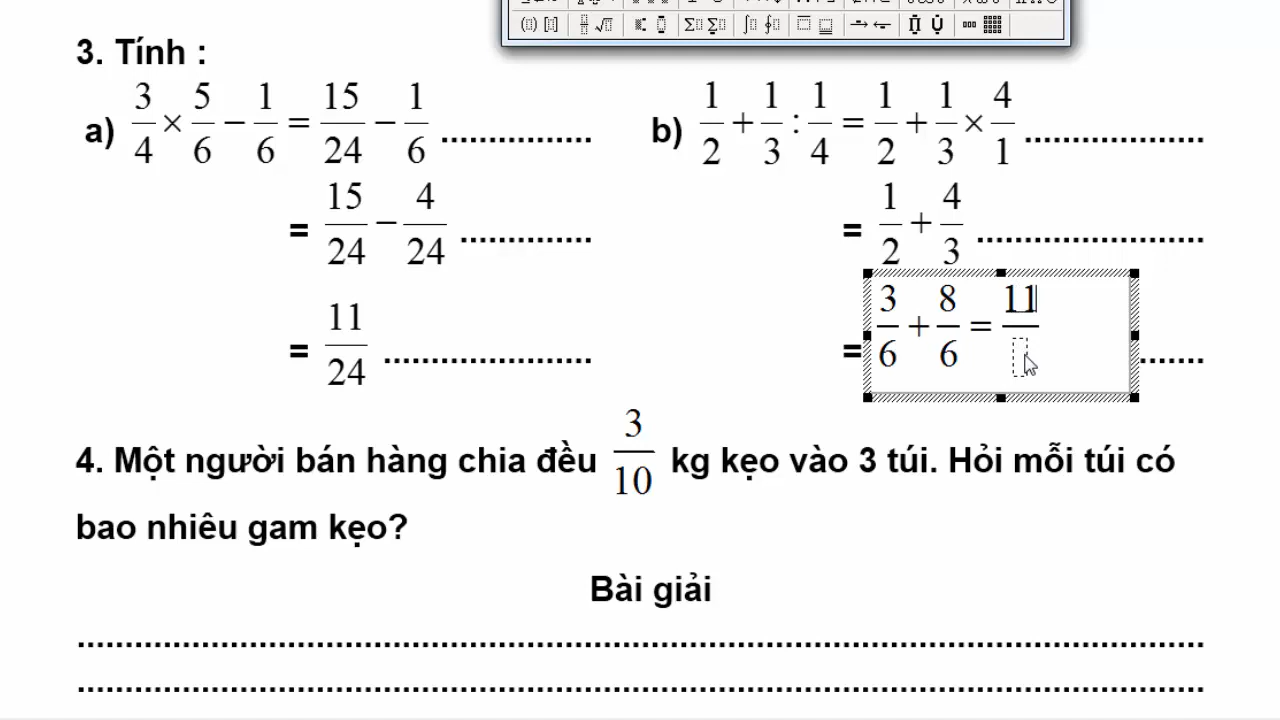 3. Tính :
a) 3/4 × 5/6 − 1/6 = 15/24 − 1/6 ................
= 15/24 − 4/24 ..............
= 11/24 ......................
b) 1/2 + 1/3 : 1/4 = 1/2 + 1/3 × 4/1 ...................
= 1/2 + 4/3 ........................
= 3/6 + 8/6 = 11/ .......
4. Một người bán hàng chia đều 3/10 kg kẹo vào 3 túi. Hỏi mỗi túi có
bao nhiêu gam kẹo?
Bài giải
........................................................................................................................
........................................................................................................................